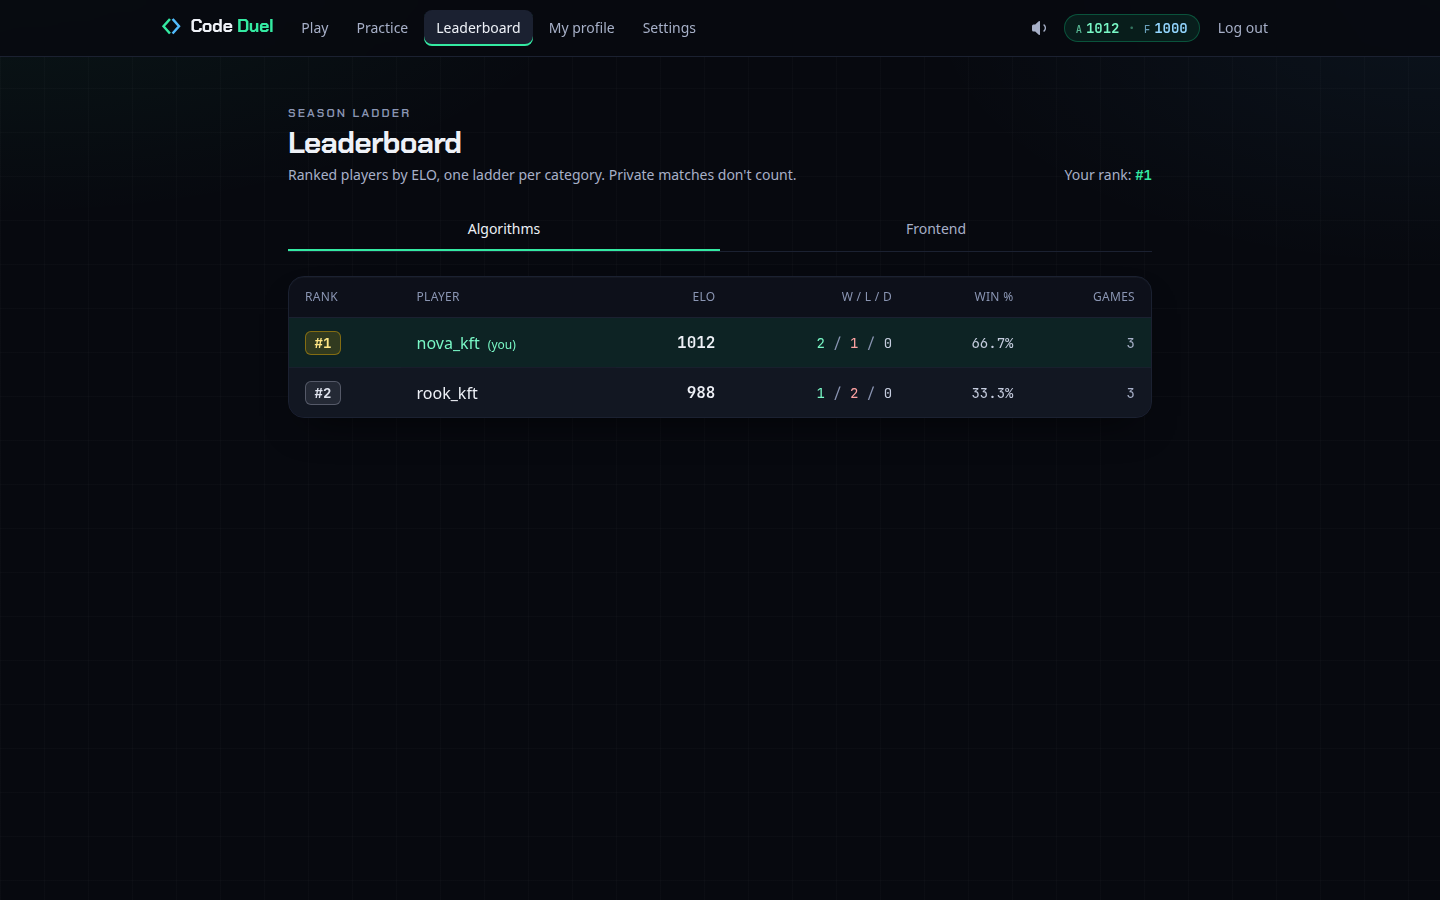 Code Duel Play Practice Leaderboard My profile Settings A 1012 · F 1000 Log out
SEASON LADDER
Leaderboard
Ranked players by ELO, one ladder per category. Private matches don't count. Your rank: #1
Algorithms Frontend
RANK PLAYER ELO W / L / D WIN % GAMES
#1 nova_kft (you) 1012 2 / 1 / 0 66.7% 3
#2 rook_kft 988 1 / 2 / 0 33.3% 3